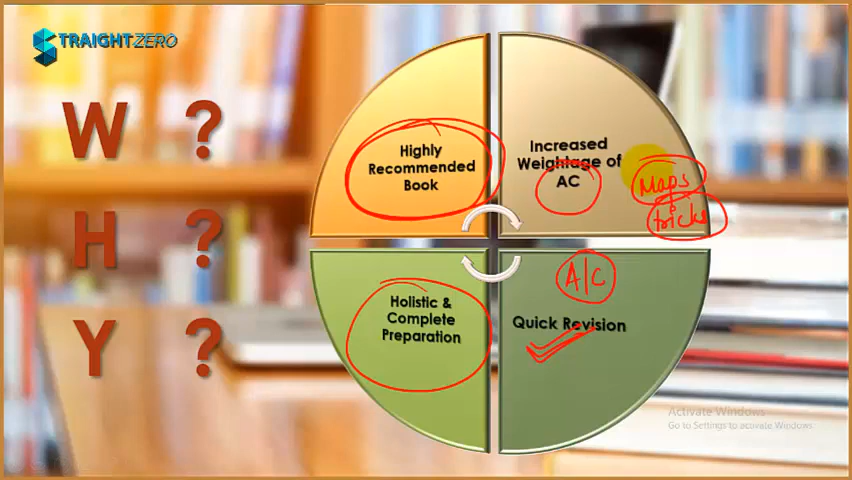 STRAIGHTZERO
W ?
H ?
Y ?
Highly
Recommended
Book
Increased
Weightage of
AC
Maps
tricks
Holistic &
Complete
Preparation
A/C
Quick Revision
Activate Windows
Go to Settings to activate Windows